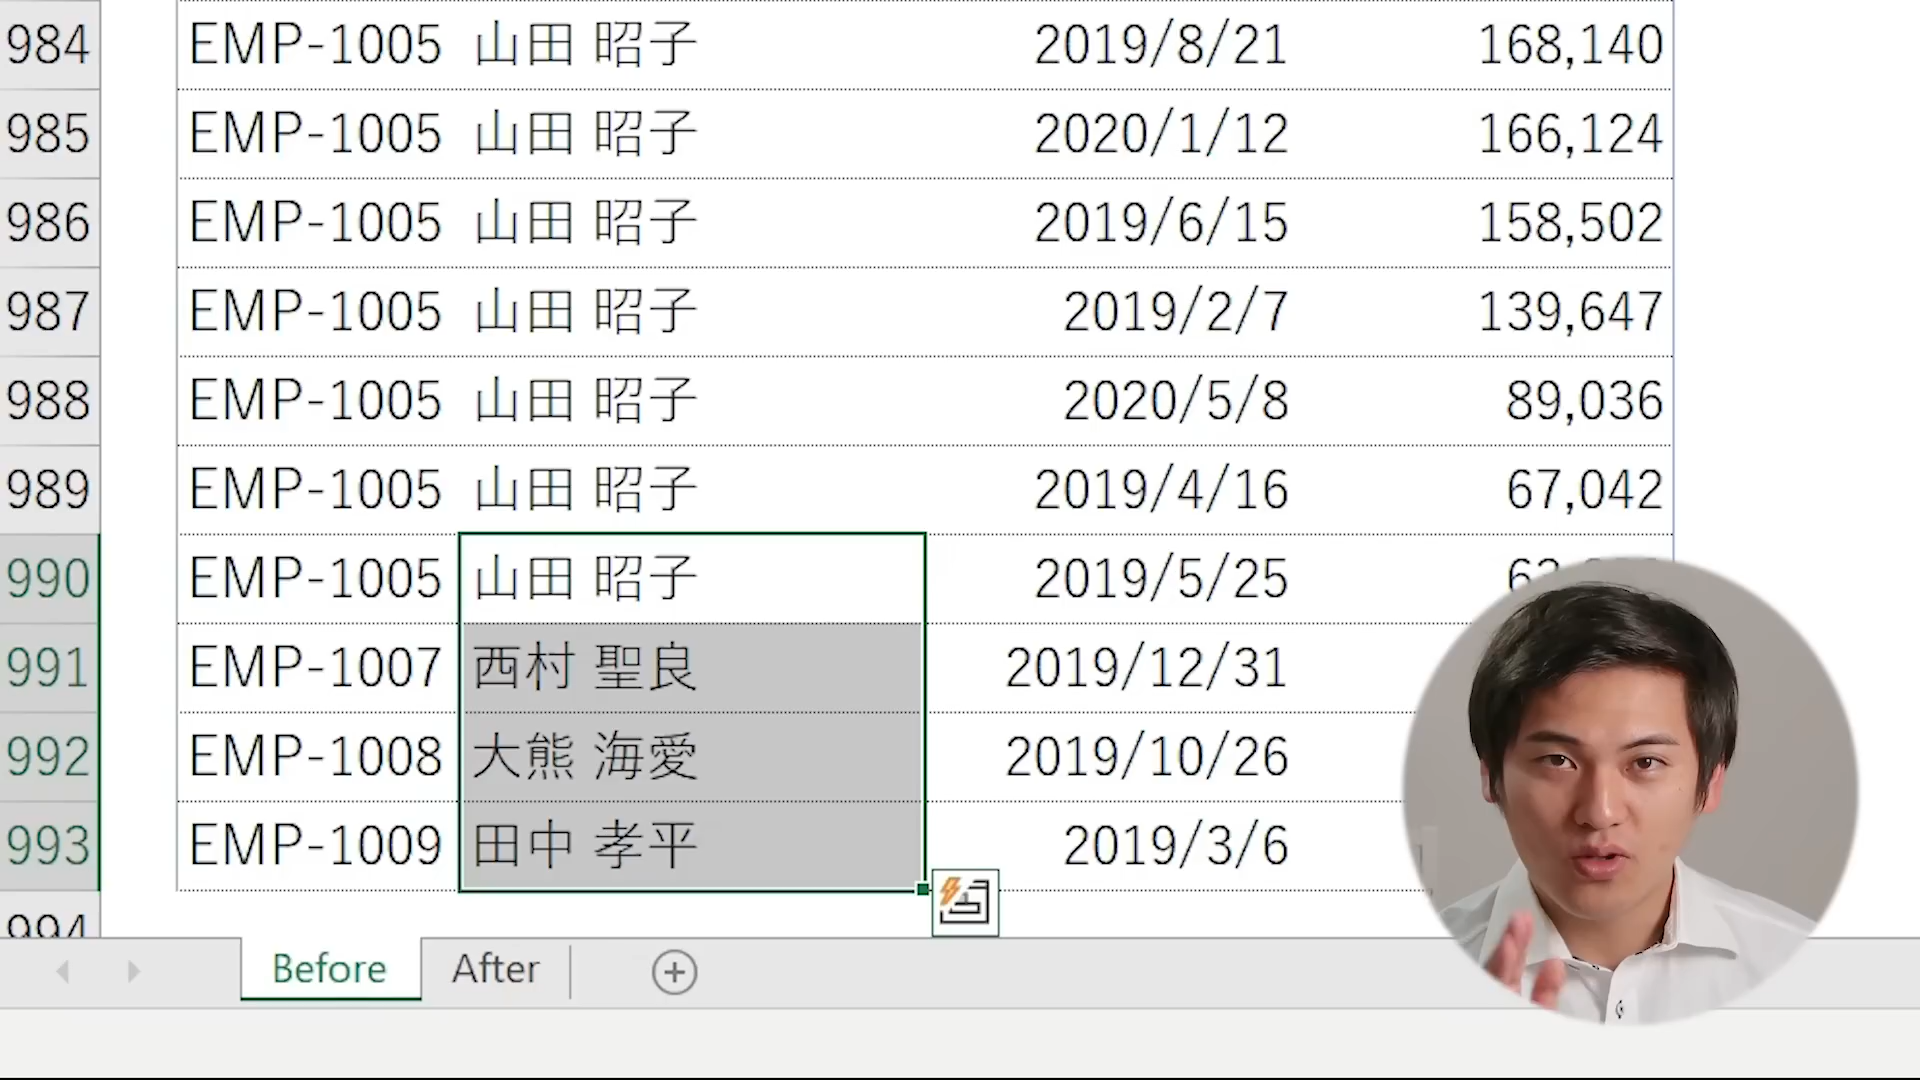 984 EMP-1005 山田 昭子 2019/8/21 168,140
985 EMP-1005 山田 昭子 2020/1/12 166,124
986 EMP-1005 山田 昭子 2019/6/15 158,502
987 EMP-1005 山田 昭子 2019/2/7 139,647
988 EMP-1005 山田 昭子 2020/5/8 89,036
989 EMP-1005 山田 昭子 2019/4/16 67,042
990 EMP-1005 山田 昭子 2019/5/25
991 EMP-1007 西村 聖良 2019/12/31
992 EMP-1008 大熊 海愛 2019/10/26
993 EMP-1009 田中 孝平 2019/3/6
994
Before After